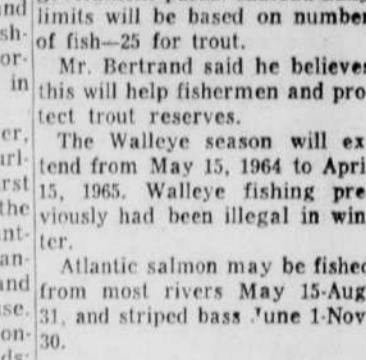 limits will be based on number
of fish—25 for trout.
Mr. Bertrand said he believes
this will help fishermen and pro
tect trout reserves.
The Walleye season will ex
tend from May 15, 1964 to Apri
15, 1965. Walleye fishing pre
viously had been illegal in win
ter.
Atlantic salmon may be fished
from most rivers May 15-Aug
31, and striped bass June 1-Nov
30.